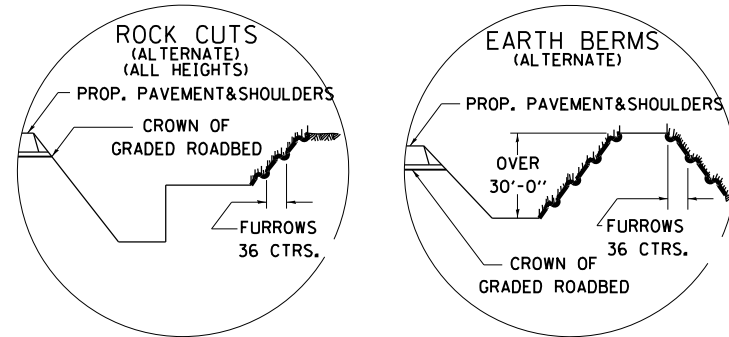 ROCK CUTS
(ALTERNATE)
(ALL HEIGHTS)
PROP. PAVEMENT&SHOULDERS
CROWN OF
GRADED ROADBED
FURROWS
36 CTRS.
EARTH BERMS
(ALTERNATE)
PROP. PAVEMENT&SHOULDERS
OVER
30'-0''
FURROWS
36 CTRS.
CROWN OF
GRADED ROADBED